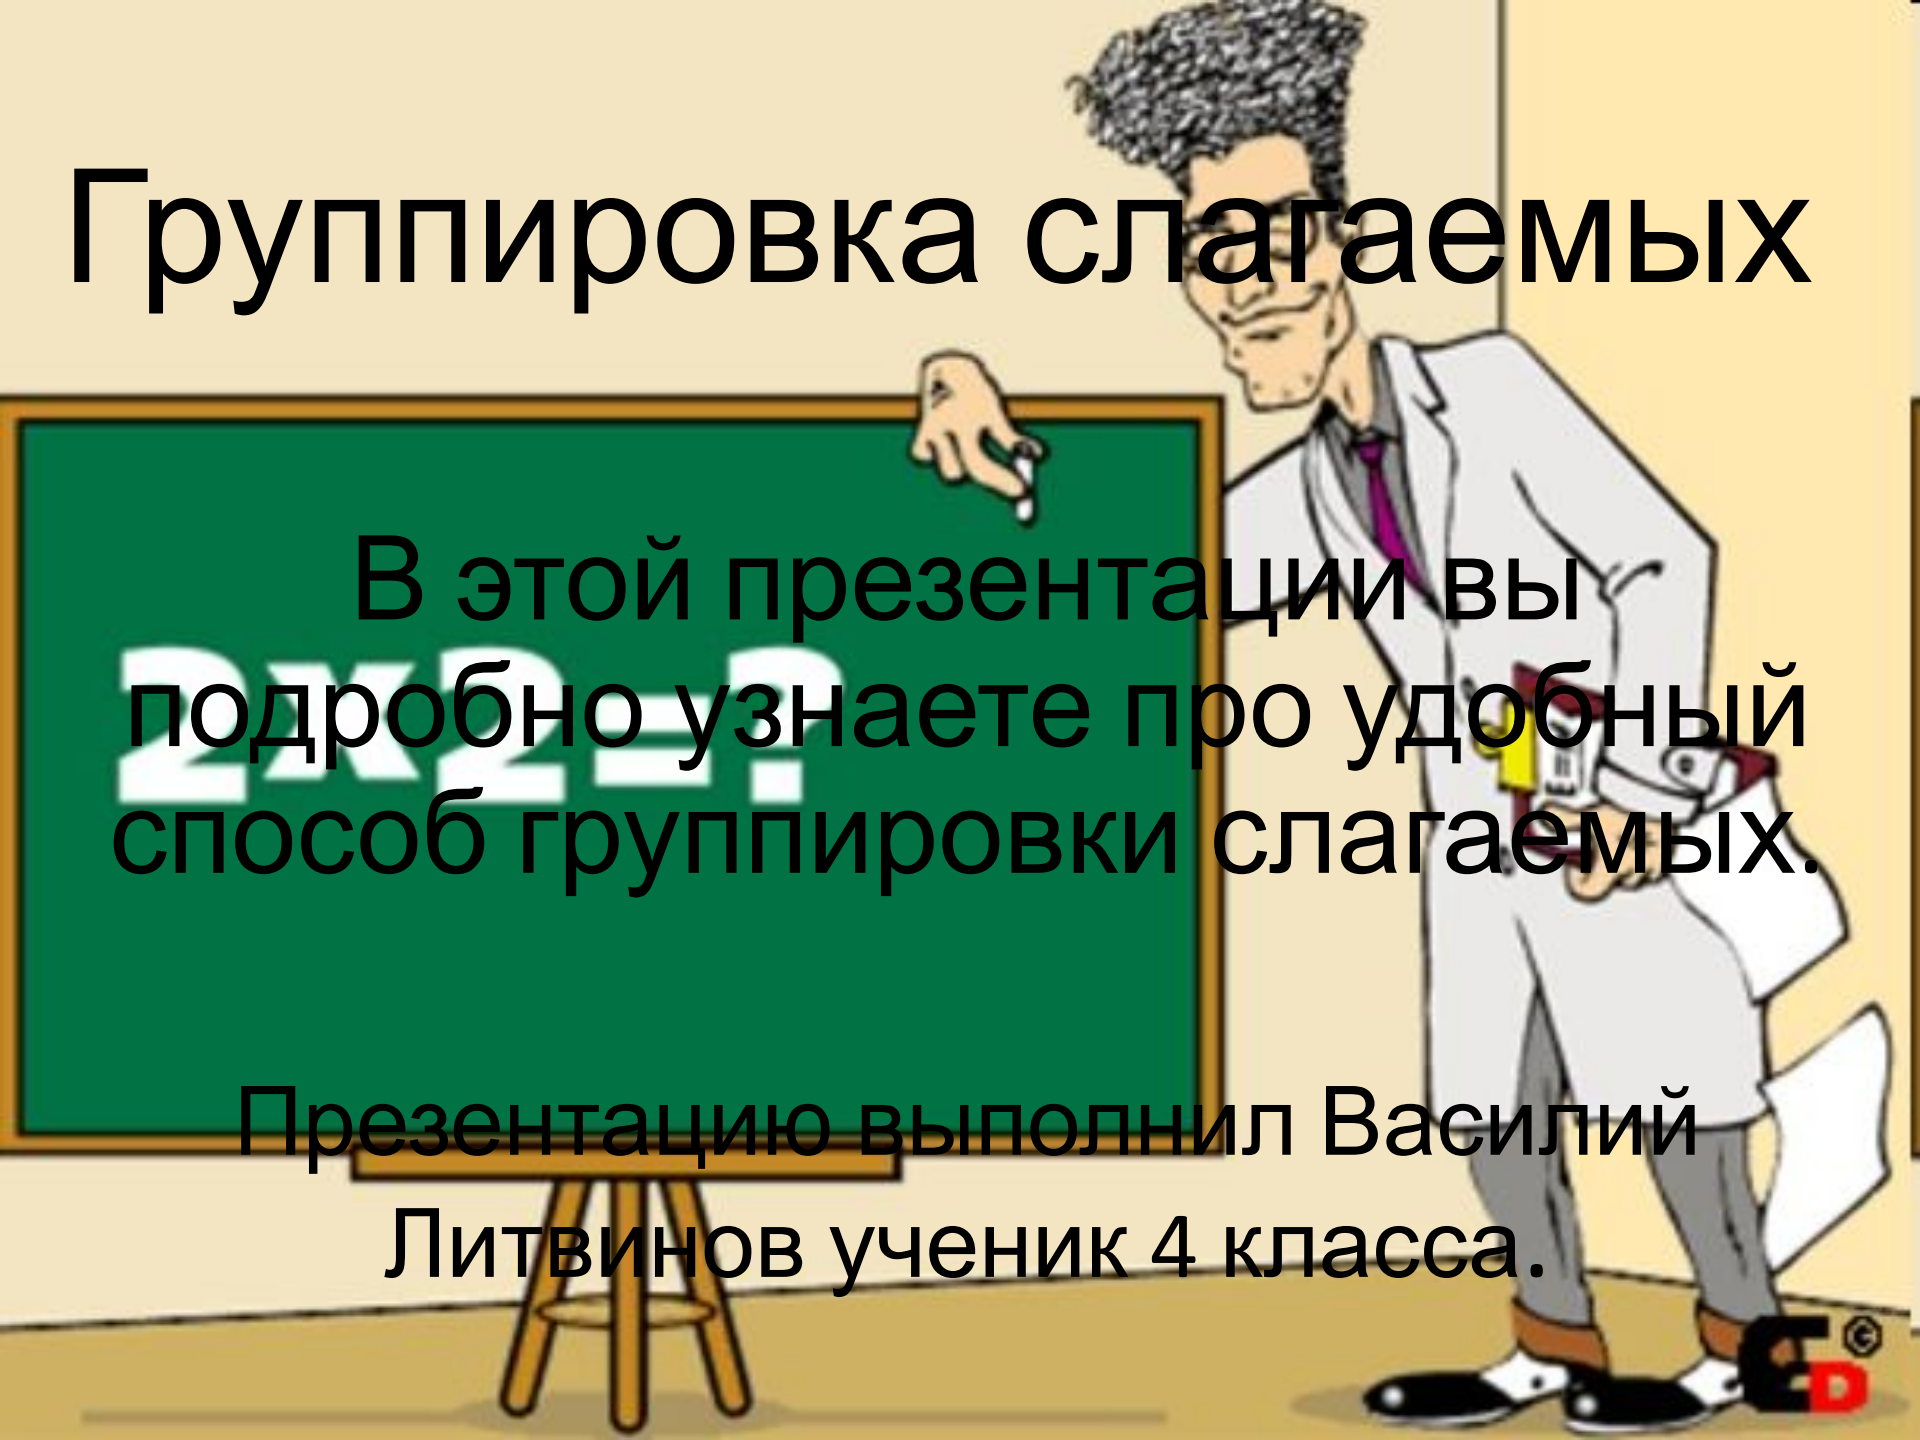 Группировка слагаемых
В этой презентации вы
2x2=?
подробно узнаете про удобный
способ группировки слагаемых.
Презентацию выполнил Василий
Литвинов ученик 4 класса.
©
D